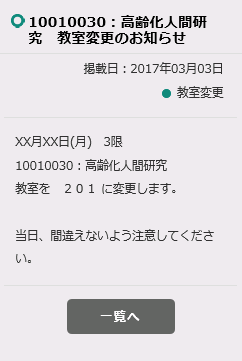 10010030：高齢化人間研
究　教室変更のお知らせ
掲載日：2017年03月03日
教室変更
XX月XX日(月)　3限
10010030：高齢化人間研究
教室を　２０１ に変更します。
当日、間違えないよう注意してくださ
い。
一覧へ